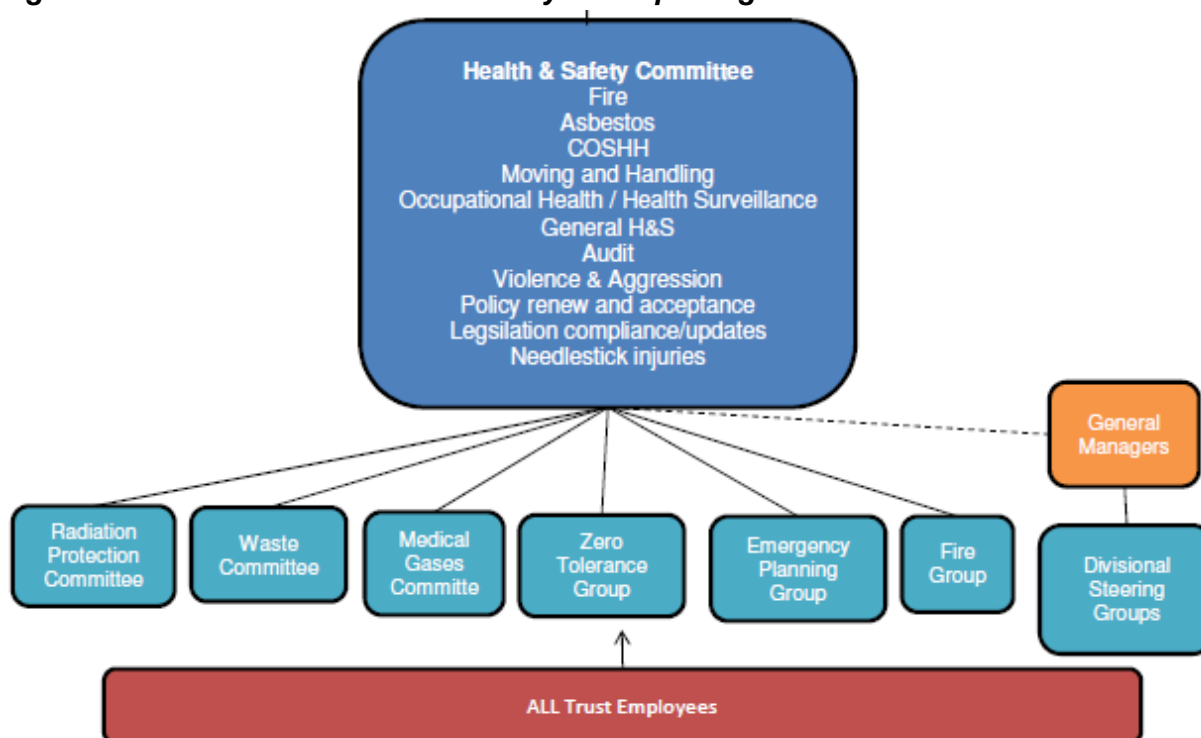 Health & Safety Committee
Fire
Asbestos
COSHH
Moving and Handling
Occupational Health / Health Surveillance
General H&S
Audit
Violence & Aggression
Policy renew and acceptance
Legsilation compliance/updates
Needlestick injuries
General
Managers
Radiation
Protection
Committee
Waste
Committee
Medical
Gases
Committe
Zero
Tolerance
Group
Emergency
Planning
Group
Fire
Group
Divisional
Steering
Groups
ALL Trust Employees